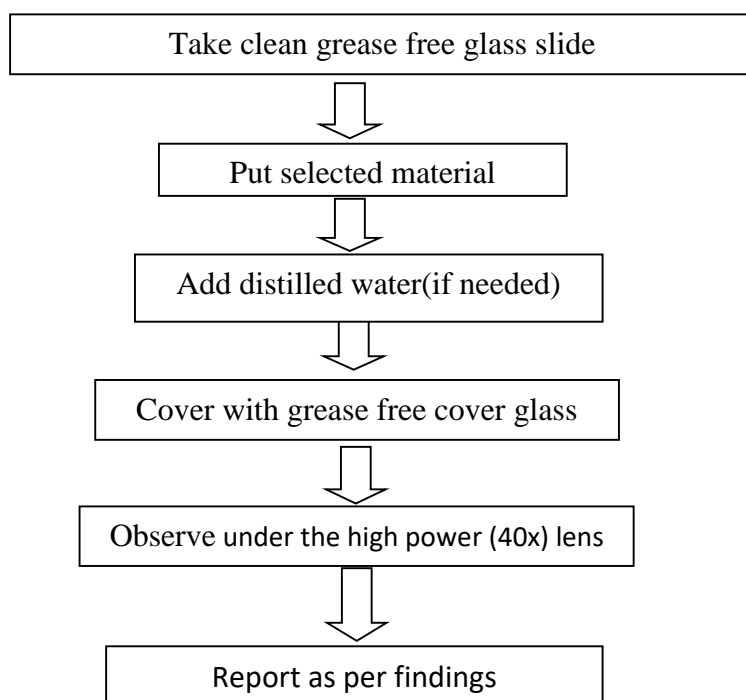 Take clean grease free glass slide
Put selected material
Add distilled water(if needed)
Cover with grease free cover glass
Observe under the high power (40x) lens
Report as per findings